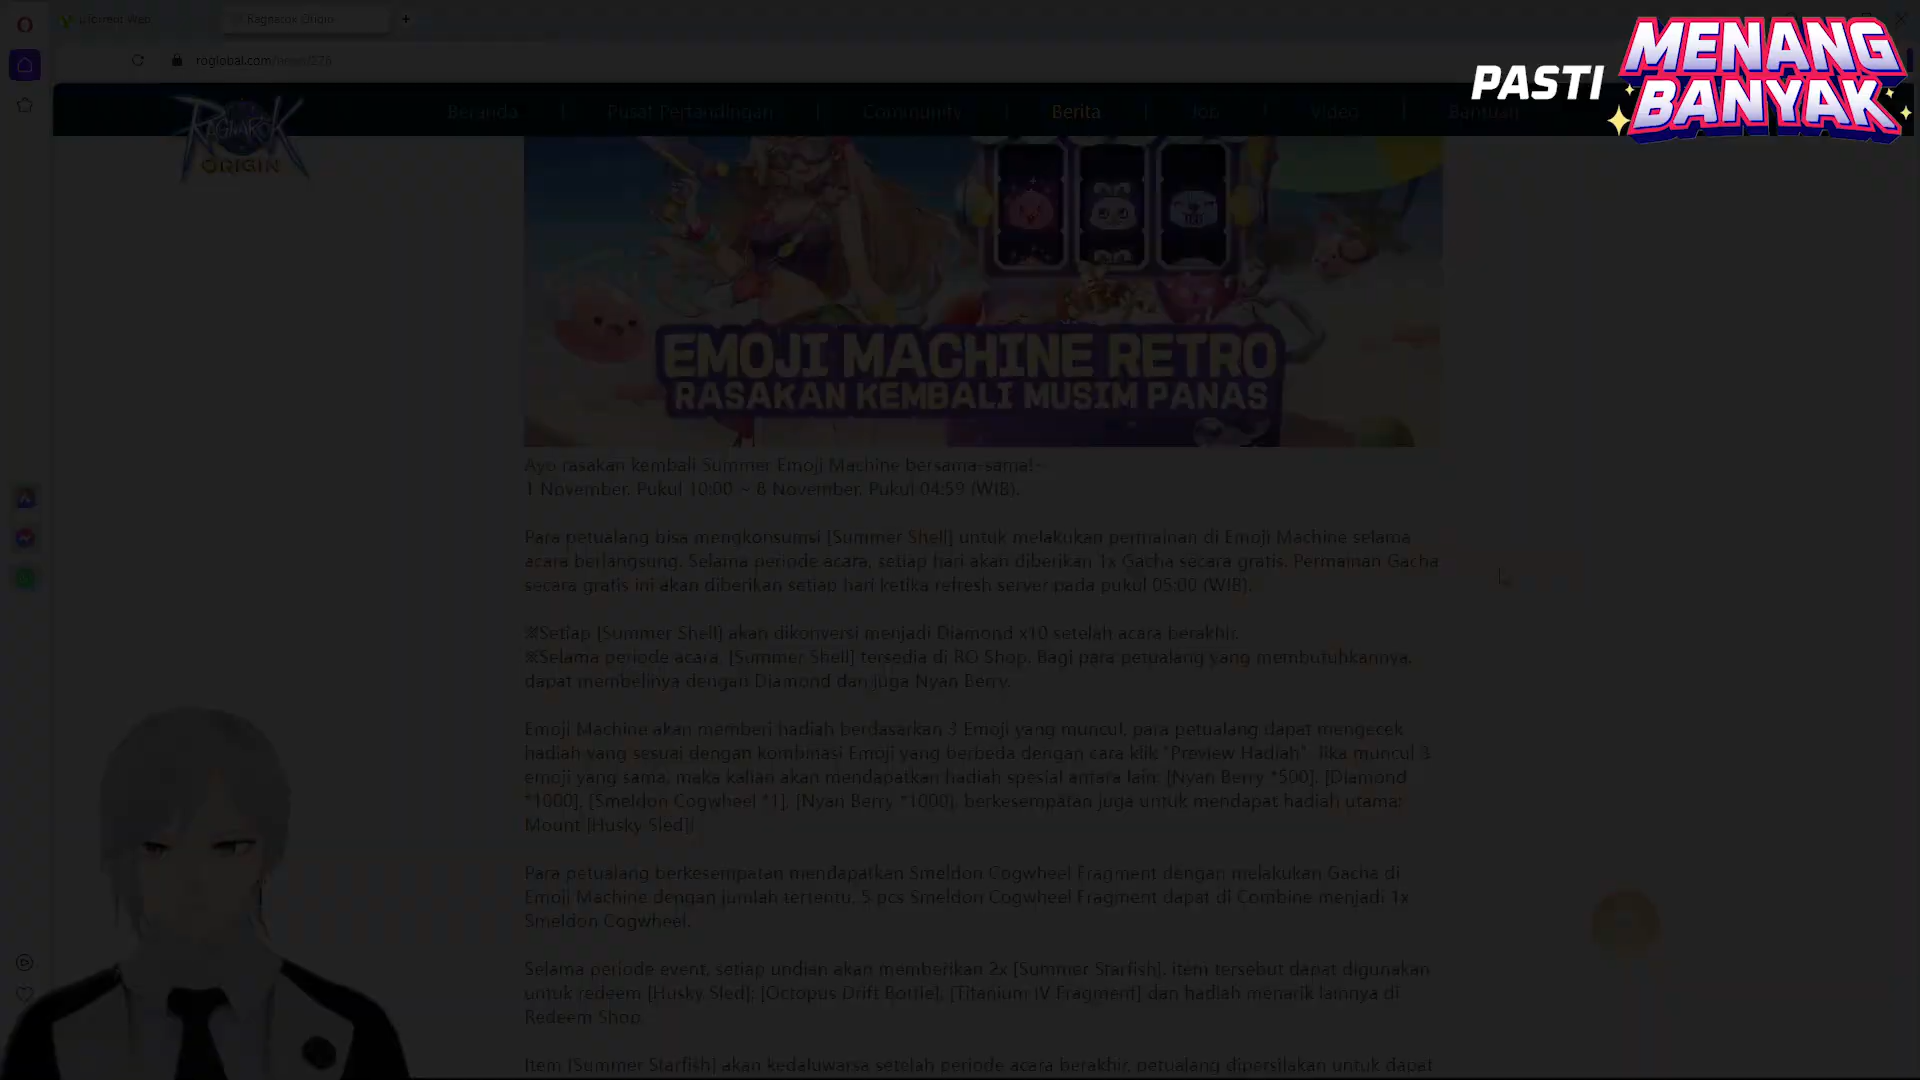 µTorrent Web
Ragnarok Origin
roglobal.com/news/276
PASTI MENANG BANYAK
RAGNAROK ORIGIN
Beranda
Pusat Pertandingan
Community
Berita
Job
Video
Bantuan
EMOJI MACHINE RETRO
RASAKAN KEMBALI MUSIM PANAS
Ayo rasakan kembali Summer Emoji Machine bersama-sama!~
1 November, Pukul 10:00 ~ 8 November, Pukul 04:59 (WIB).
Para petualang bisa mengkonsumsi [Summer Shell] untuk melakukan permainan di Emoji Machine selama
acara berlangsung. Selama periode acara, setiap hari akan diberikan 1x Gacha secara gratis. Permainan Gacha
secara gratis ini akan diberikan setiap hari ketika refresh server pada pukul 05:00 (WIB).
※Setiap [Summer Shell] akan dikonversi menjadi Diamond x10 setelah acara berakhir.
※Selama periode acara, [Summer Shell] tersedia di RO Shop. Bagi para petualang yang membutuhkannya,
dapat membelinya dengan Diamond dan juga Nyan Berry.
Emoji Machine akan memberi hadiah berdasarkan 3 Emoji yang muncul, para petualang dapat mengecek
hadiah yang sesuai dengan kombinasi Emoji yang berbeda dengan cara klik "Preview Hadiah". Jika muncul 3
emoji yang sama, maka kalian akan mendapatkan hadiah spesial antara lain: [Nyan Berry *500], [Diamond
*1000], [Smeldon Cogwheel *1], [Nyan Berry *1000], berkesempatan juga untuk mendapat hadiah utama:
Mount [Husky Sled]!
Para petualang berkesempatan mendapatkan Smeldon Cogwheel Fragment dengan melakukan Gacha di
Emoji Machine dengan jumlah tertentu, 5 pcs Smeldon Cogwheel Fragment dapat di Combine menjadi 1x
Smeldon Cogwheel.
Selama periode event, setiap undian akan memberikan 2x [Summer Starfish], item tersebut dapat digunakan
untuk redeem [Husky Sled]; [Octopus Drift Bottle], [Titanium IV Fragment] dan hadiah menarik lainnya di
Redeem Shop.
Item [Summer Starfish] akan kedaluwarsa setelah periode acara berakhir, petualang dipersilakan untuk dapat